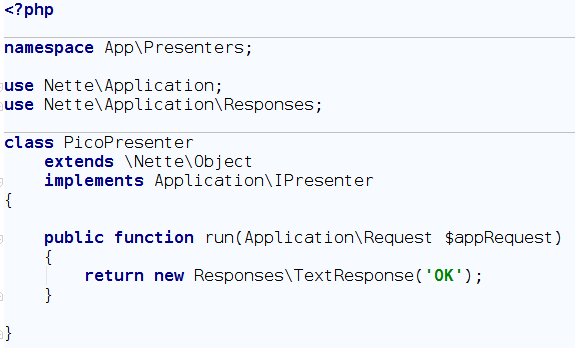 <?php
namespace App\Presenters;
use Nette\Application;
use Nette\Application\Responses;
class PicoPresenter
    extends \Nette\Object
    implements Application\IPresenter
{
    public function run(Application\Request $appRequest)
    {
        return new Responses\TextResponse('OK');
    }
}